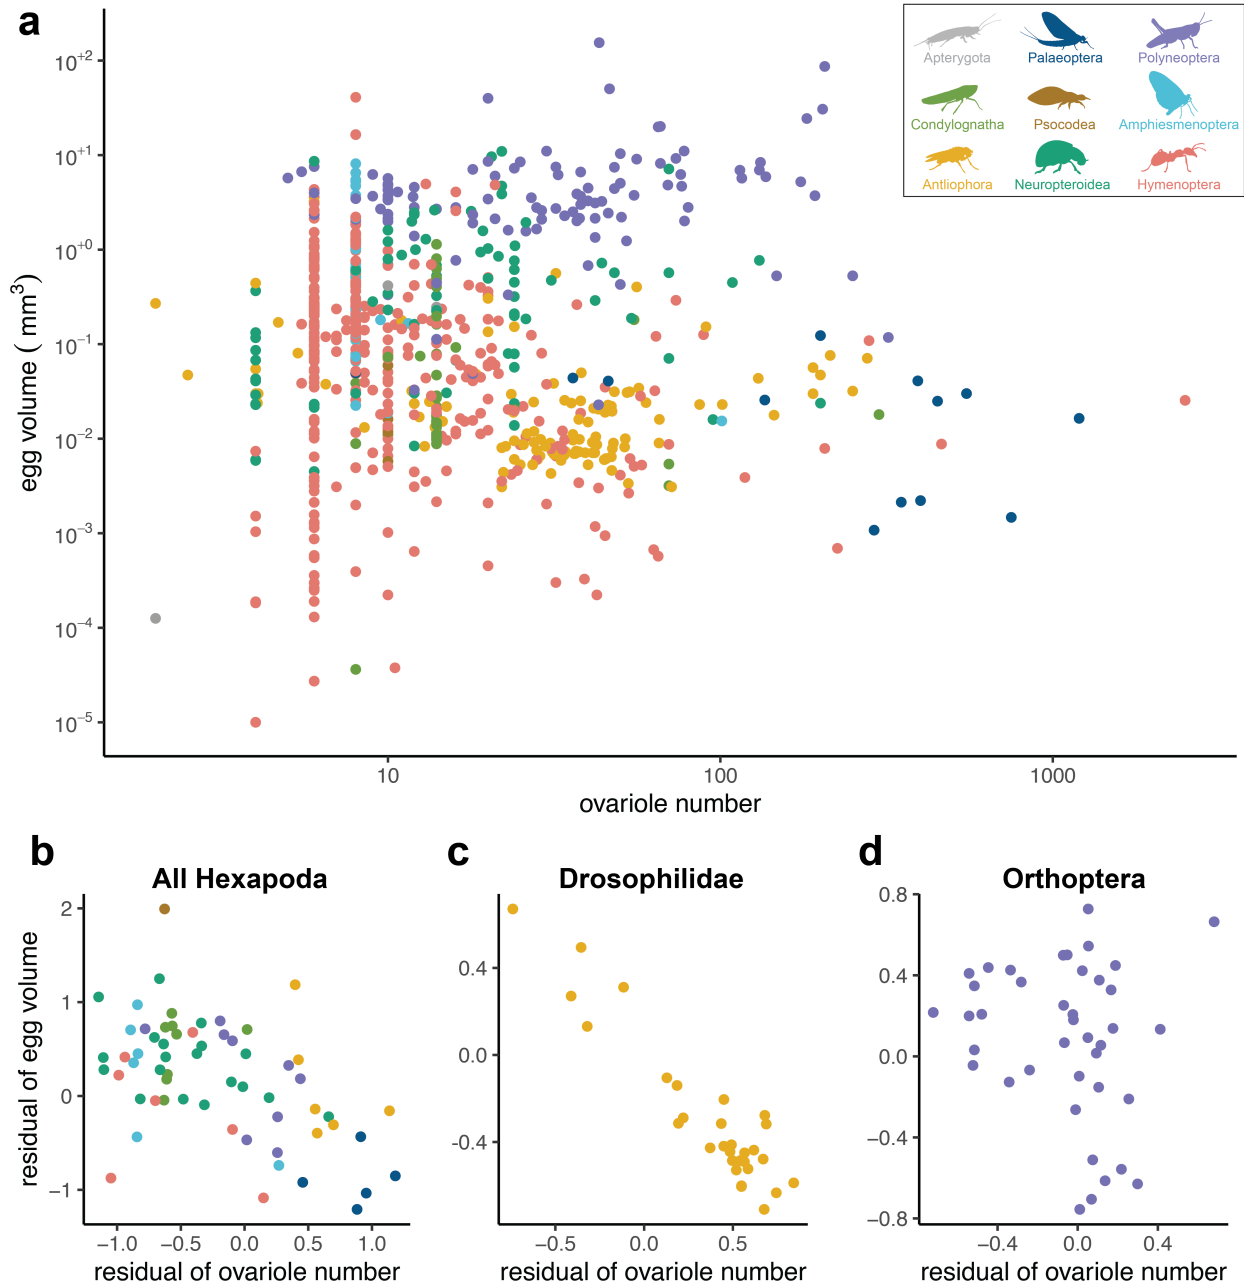 a
10+2
10+1
10+0
10−1
10−2
10−3
10−4
10−5
egg volume ( mm3)
10
100
1000
ovariole number
Apterygota
Palaeoptera
Polyneoptera
Condylognatha
Psocodea
Amphiesmenoptera
Antliophora
Neuropteroidea
Hymenoptera
b
All Hexapoda
2
1
0
−1
residual of egg volume
−1.0
−0.5
0.0
0.5
1.0
residual of ovariole number
c
Drosophilidae
0.4
0.0
-0.4
−0.5
0.0
0.5
residual of ovariole number
d
Orthoptera
0.8
0.4
0.0
−0.4
−0.8
−0.4
0.0
0.4
residual of ovariole number